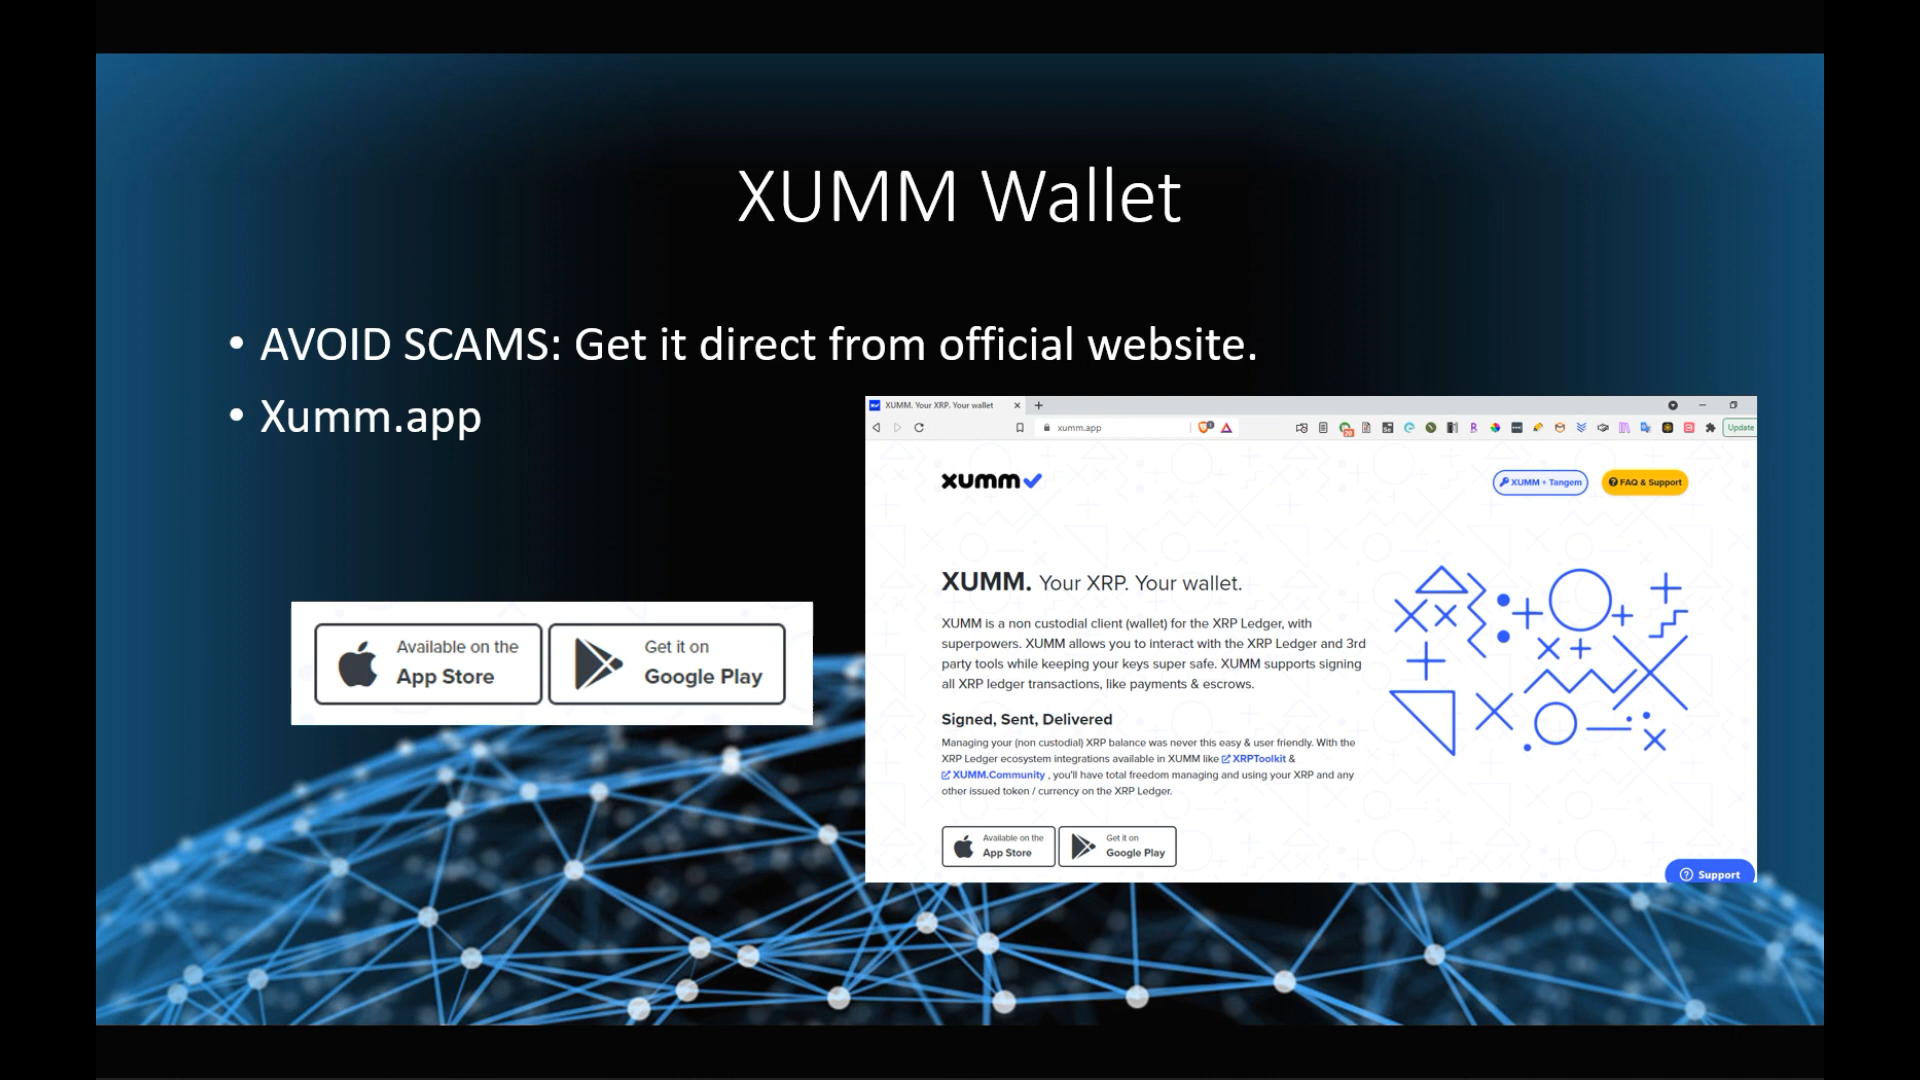 XUMM Wallet
• AVOID SCAMS: Get it direct from official website.
• Xumm.app
Available on the
App Store
Get it on
Google Play
XUMM. Your XRP. Your wallet.
xumm.app
Update
xumm
XUMM + Tangem
FAQ & Support
XUMM. Your XRP. Your wallet.
XUMM is a non custodial client (wallet) for the XRP Ledger, with
superpowers. XUMM allows you to interact with the XRP Ledger and 3rd
party tools while keeping your keys super safe. XUMM supports signing
all XRP ledger transactions, like payments & escrows.
Signed, Sent, Delivered
Managing your (non custodial) XRP balance was never this easy & user friendly. With the
XRP Ledger ecosystem integrations available in XUMM like XRPToolkit &
XUMM.Community , you'll have total freedom managing and using your XRP and any
other issued token / currency on the XRP Ledger.
Available on the
App Store
Get it on
Google Play
Support